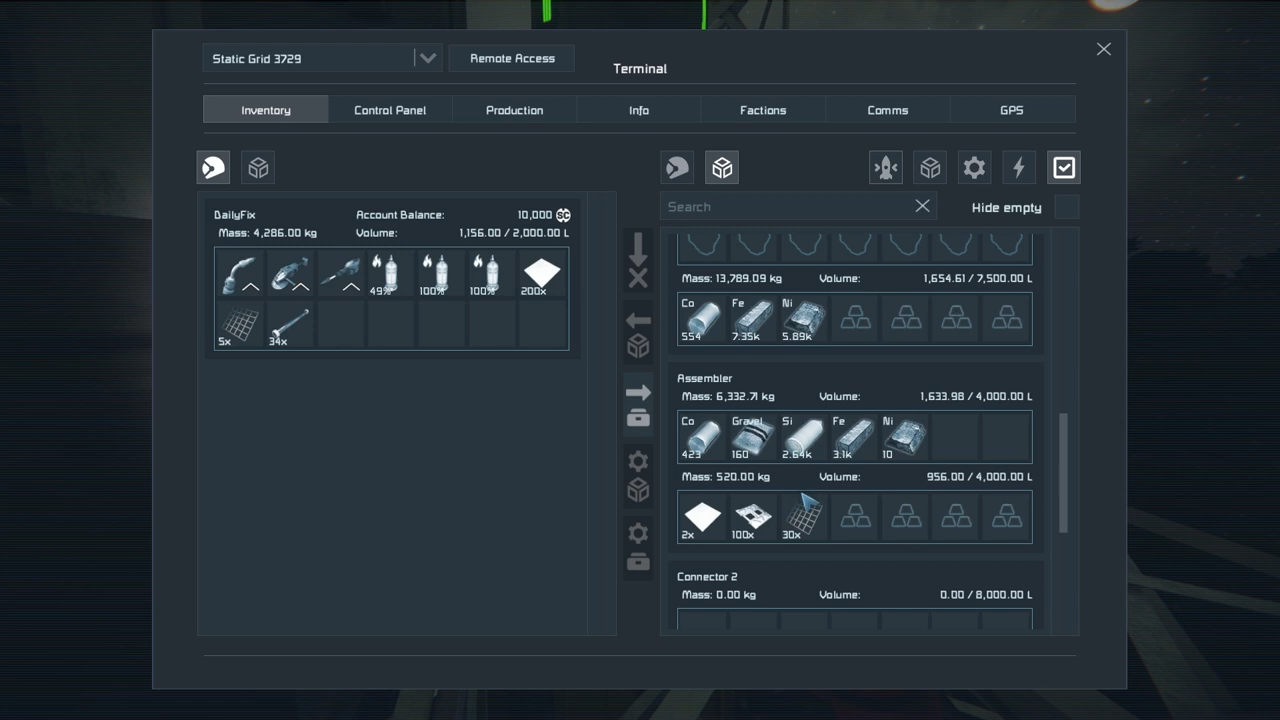 Static Grid 3729
Remote Access
Terminal
Inventory
Control Panel
Production
Info
Factions
Comms
GPS
Search
Hide empty
DailyFix
Account Balance:
10,000 SC
Mass: 4,286.00 kg
Volume:
1,156.00 / 2,000.00 L
49%
100%
100%
200x
5x
34x
Mass: 13,789.09 kg
Volume:
1,654.61 / 7,500.00 L
Co
Fe
Ni
554
7.35k
5.89k
Assembler
Mass: 6,332.71 kg
Volume:
1,633.98 / 4,000.00 L
Co
Gravel
Si
Fe
Ni
423
160
2.64k
3.1k
10
Mass: 520.00 kg
Volume:
956.00 / 4,000.00 L
2x
100x
30x
Connector 2
Mass: 0.00 kg
Volume:
0.00 / 8,000.00 L